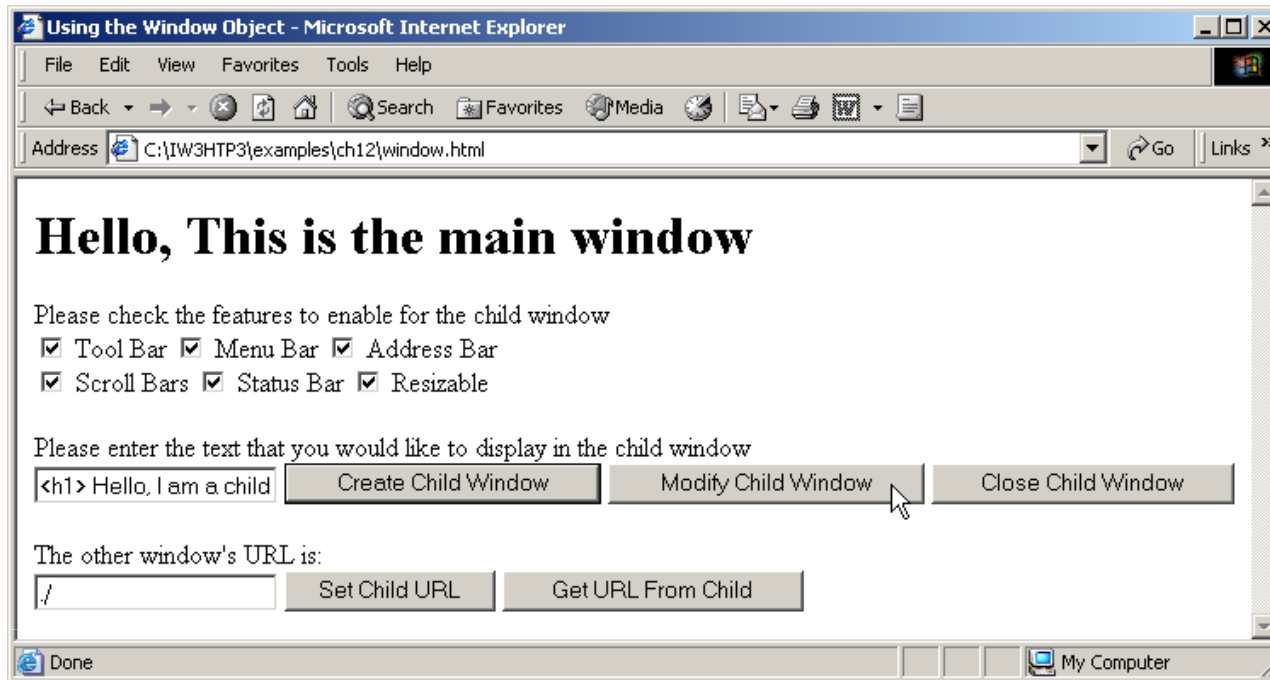 Using the Window Object - Microsoft Internet Explorer
File Edit View Favorites Tools Help
Back Search Favorites Media
Address C:\IW3HTP3\examples\ch12\window.html Go Links »
Hello, This is the main window
Please check the features to enable for the child window
Tool Bar Menu Bar Address Bar
Scroll Bars Status Bar Resizable
Please enter the text that you would like to display in the child window
<h1> Hello, I am a child Create Child Window Modify Child Window Close Child Window
The other window's URL is:
./ Set Child URL Get URL From Child
Done My Computer